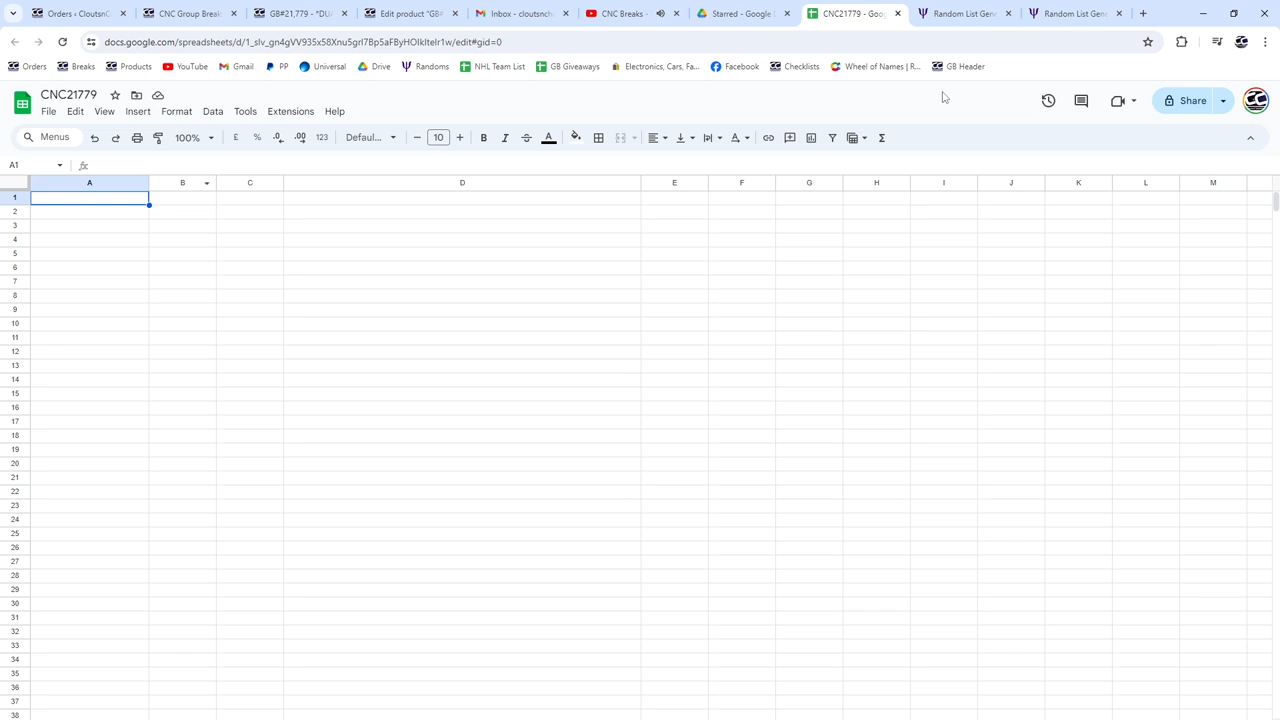 Orders ‹ CloutsnC
CNC Group Break
GB#21,779 - "Di
Edit product "GB
Inbox - cloutsnch
CNC Breaks -
Starred - Google
CNC21779 - Go
Random List Gene
Random List Gene
docs.google.com/spreadsheets/d/
/edit#gid=0
Orders Breaks Products YouTube Gmail PP Universal Drive Randoms NHL Team List GB Giveaways Electronics, Cars, Fa... Facebook Checklists Wheel of Names | R... GB Header
CNC21779
Share
File Edit View Insert Format Data Tools Extensions Help
Menus 100% £ % .0 .00 123 Defaul... − 10 + B I S A Σ
A1 fx
A B C D E F G H I J K L M
1
2
3
4
5
6
7
8
9
10
11
12
13
14
15
16
17
18
19
20
21
22
23
24
25
26
27
28
29
30
31
32
33
34
35
36
37
38